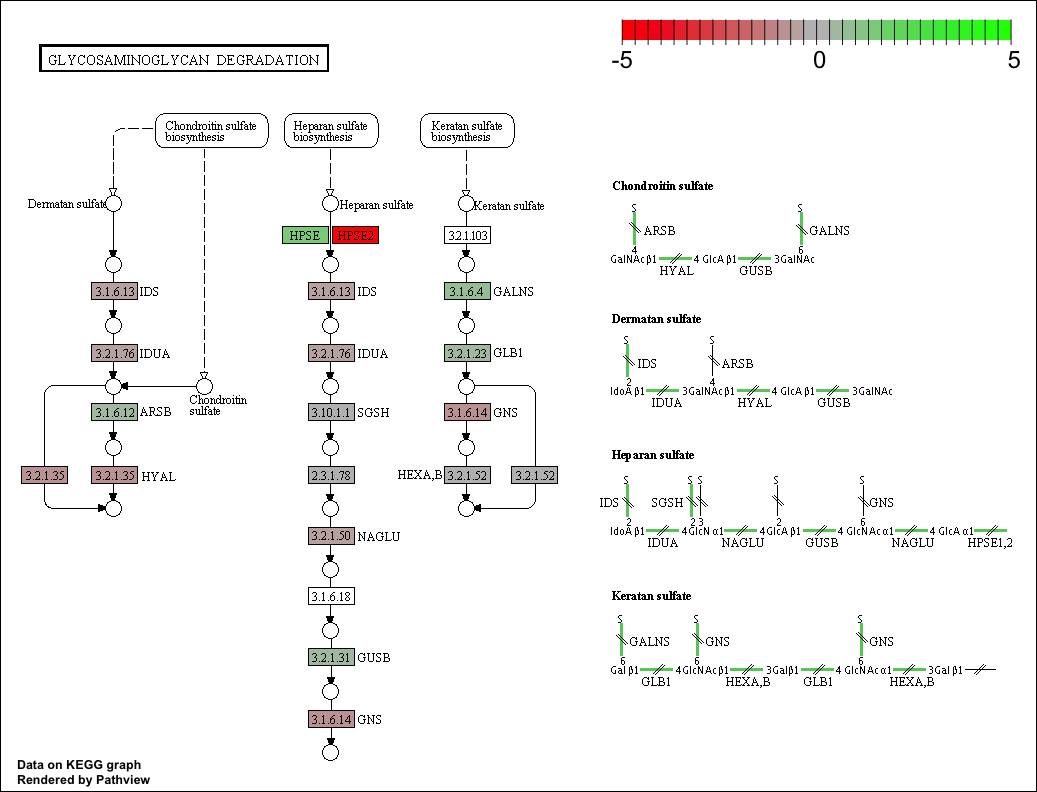 GLYCOSAMINOGLYCAN DEGRADATION
-5
0
5
Chondroitin sulfate
biosynthesis
Heparan sulfate
biosynthesis
Keratan sulfate
biosynthesis
Dermatan sulfate
Heparan sulfate
Keratan sulfate
HPSE
HPSE2
3.2.1.103
3.1.6.13
IDS
3.1.6.13
IDS
3.1.6.4
GALNS
3.2.1.76
IDUA
3.2.1.76
IDUA
3.2.1.23
GLB1
Chondroitin
sulfate
3.1.6.12
ARSB
3.10.1.1
SGSH
3.1.6.14
GNS
3.2.1.35
3.2.1.35
HYAL
2.3.1.78
HEXA,B
3.2.1.52
3.2.1.52
3.2.1.50
NAGLU
3.1.6.18
3.2.1.31
GUSB
3.1.6.14
GNS
Chondroitin sulfate
S
S
ARSB
GALNS
4
6
GalNAc β1
4 GlcA β1
3GalNAc
HYAL
GUSB
Dermatan sulfate
S
S
IDS
ARSB
2
4
IdoA β1
3GalNAc β1
4 GlcA β1
3GalNAc
IDUA
HYAL
GUSB
Heparan sulfate
S
S S
S
S
IDS
SGSH
GNS
2
2 3
2
6
IdoA β1
4GlcN α1
4GlcA β1
4 GlcNAc α1
4 GlcA α1
IDUA
NAGLU
GUSB
NAGLU
HPSE1,2
Keratan sulfate
S
S
S
GALNS
GNS
GNS
6
6
6
Gal β1
4GlcNAc β1
3Galβ1
4 GlcNAc α1
3Gal β1
GLB1
HEXA,B
GLB1
HEXA,B
Data on KEGG graph
Rendered by Pathview